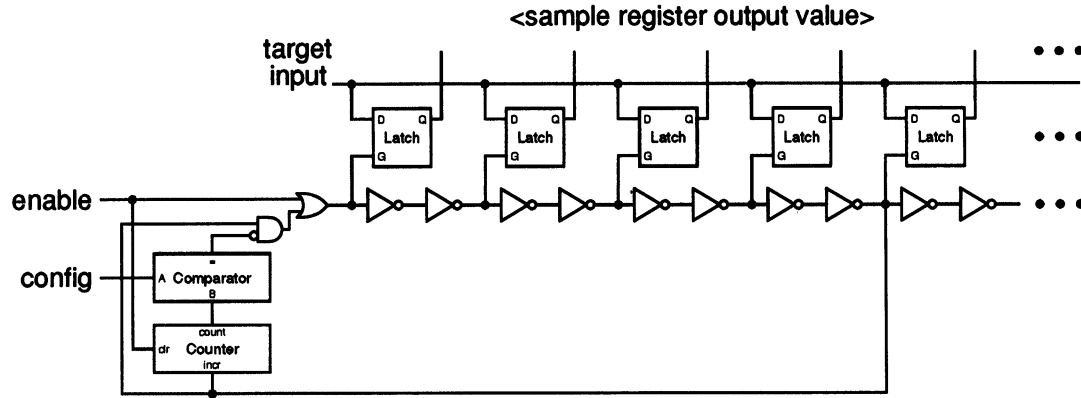 <sample register output value>
target
input
D Q
Latch
G
D Q
Latch
G
D Q
Latch
G
D Q
Latch
G
D Q
Latch
G
enable
=
config
A Comparator
B
count
clr Counter
incr